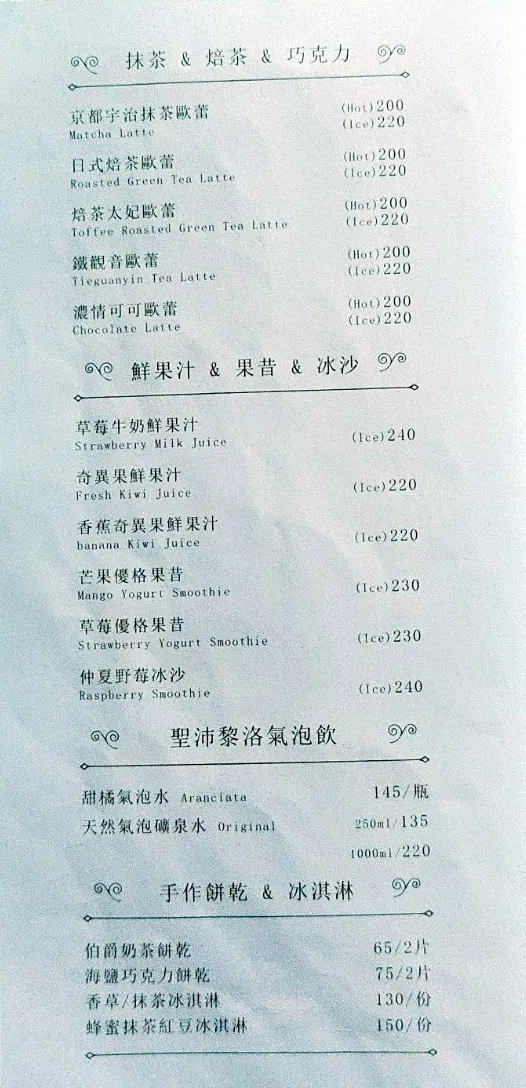 抹茶 & 焙茶 & 巧克力
京都宇治抹茶歐蕾 (Hot)200
Matcha Latte (Ice)220
日式焙茶歐蕾 (Hot)200
Roasted Green Tea Latte (Ice)220
焙茶太妃歐蕾 (Hot)200
Toffee Roasted Green Tea Latte (Ice)220
鐵觀音歐蕾 (Hot)200
Tieguanyin Tea Latte (Ice)220
濃情可可歐蕾 (Hot)200
Chocolate Latte (Ice)220
鮮果汁 & 果昔 & 冰沙
草莓牛奶鮮果汁
Strawberry Milk Juice (Ice)240
奇異果鮮果汁
Fresh Kiwi Juice (Ice)220
香蕉奇異果鮮果汁
banana Kiwi Juice (Ice)220
芒果優格果昔
Mango Yogurt Smoothie (Ice)230
草莓優格果昔
Strawberry Yogurt Smoothie (Ice)230
仲夏野莓冰沙
Raspberry Smoothie (Ice)240
聖沛黎洛氣泡飲
甜橘氣泡水 Aranciata 145/瓶
天然氣泡礦泉水 Original 250ml/135
1000ml/220
手作餅乾 & 冰淇淋
伯爵奶茶餅乾 65/2片
海鹽巧克力餅乾 75/2片
香草/抹茶冰淇淋 130/份
蜂蜜抹茶紅豆冰淇淋 150/份